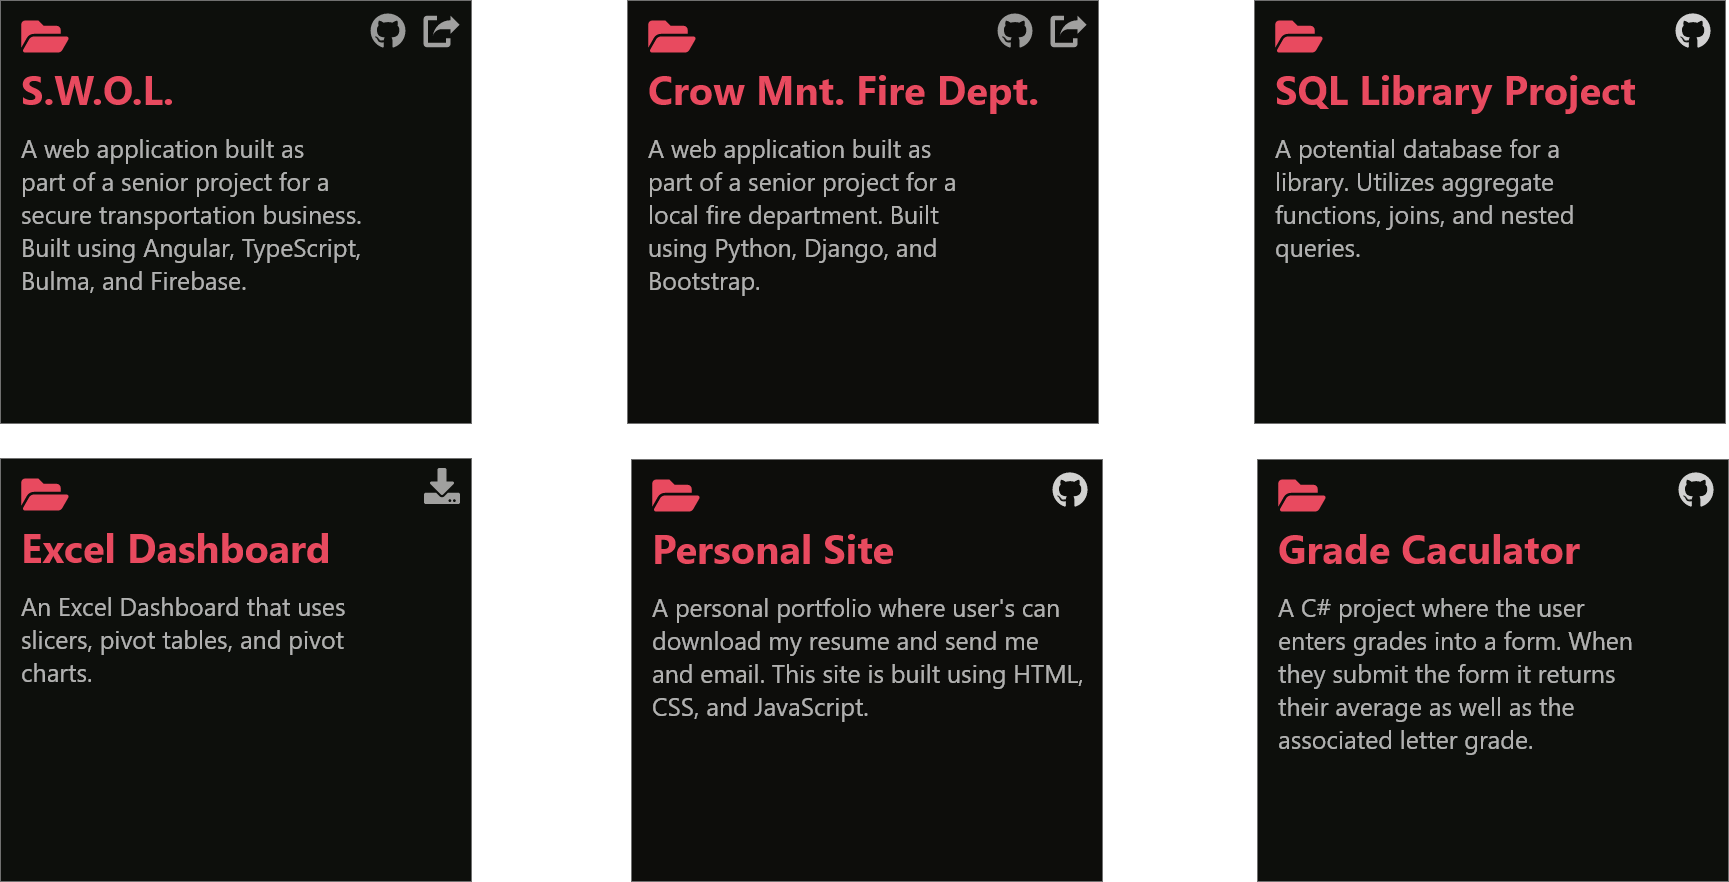 S.W.O.L.
A web application built as
part of a senior project for a
secure transportation business.
Built using Angular, TypeScript,
Bulma, and Firebase.
Crow Mnt. Fire Dept.
A web application built as
part of a senior project for a
local fire department. Built
using Python, Django, and
Bootstrap.
SQL Library Project
A potential database for a
library. Utilizes aggregate
functions, joins, and nested
queries.
Excel Dashboard
An Excel Dashboard that uses
slicers, pivot tables, and pivot
charts.
Personal Site
A personal portfolio where user's can
download my resume and send me
and email. This site is built using HTML,
CSS, and JavaScript.
Grade Caculator
A C# project where the user
enters grades into a form. When
they submit the form it returns
their average as well as the
associated letter grade.